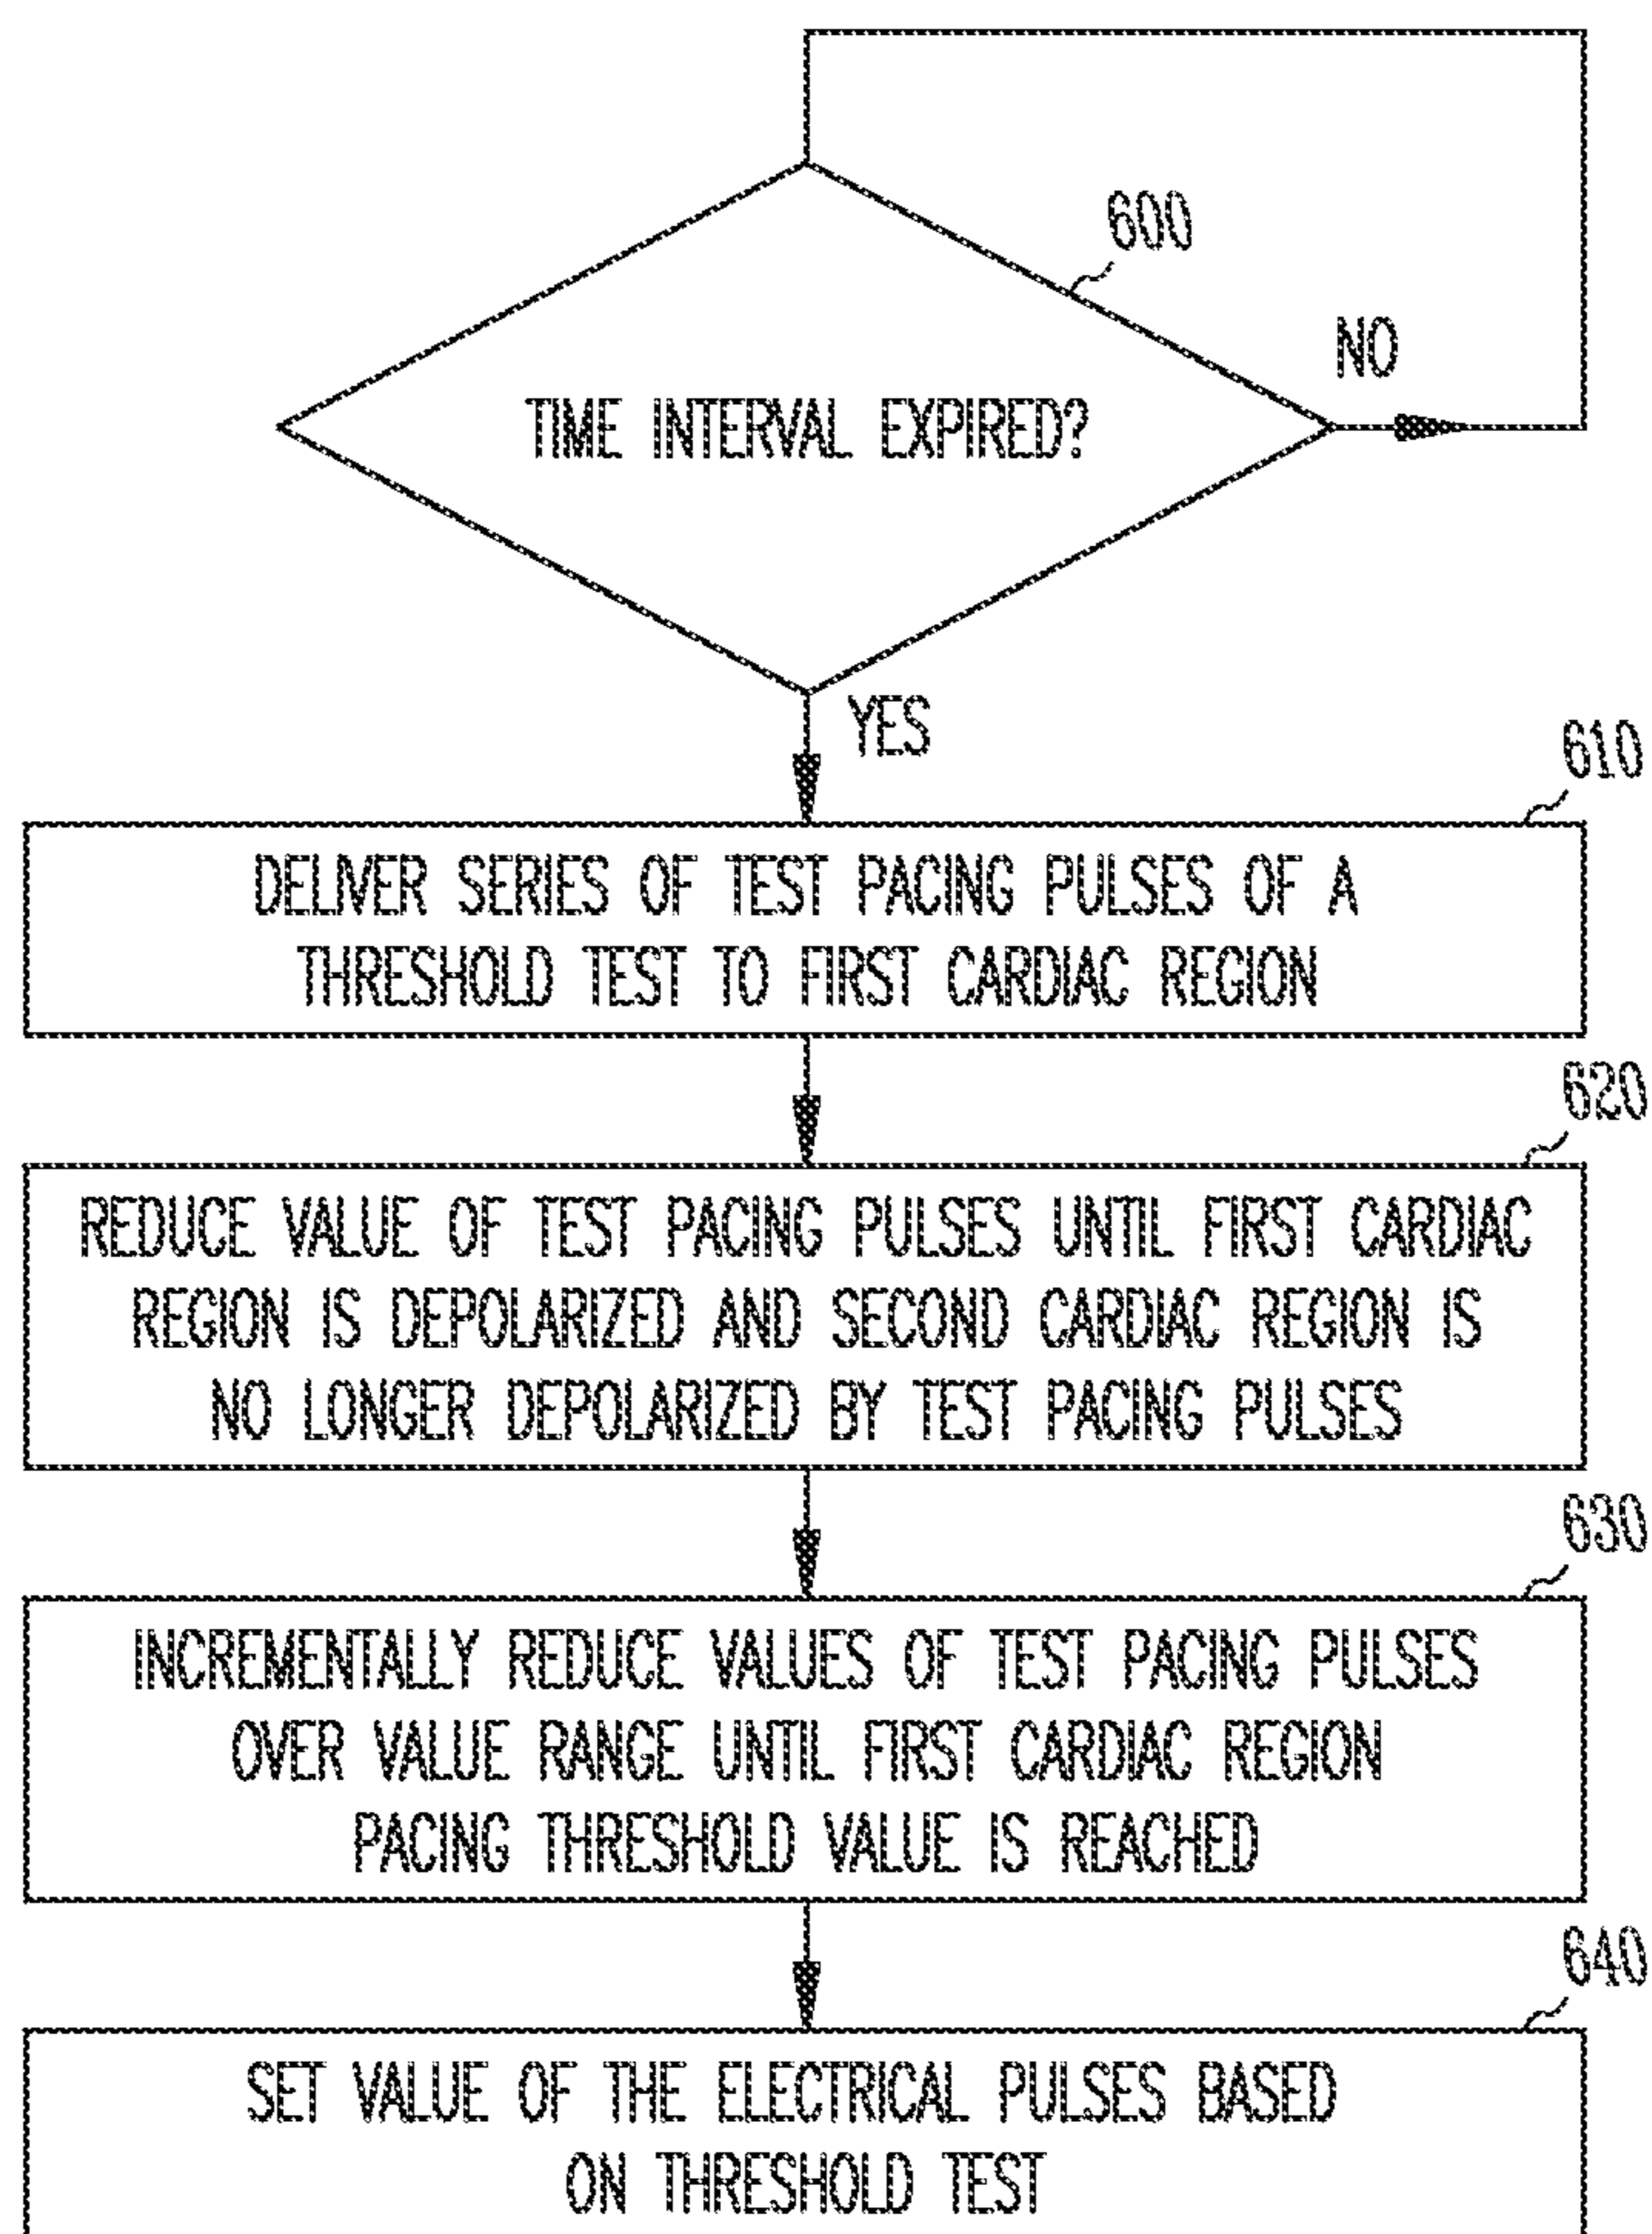 600
NO
TIME INTERVAL EXPIRED?
YES
610
DELIVER SERIES OF TEST PACING PULSES OF A
THRESHOLD TEST TO FIRST CARDIAC REGION
620
REDUCE VALUE OF TEST PACING PULSES UNTIL FIRST CARDIAC
REGION IS DEPOLARIZED AND SECOND CARDIAC REGION IS
NO LONGER DEPOLARIZED BY TEST PACING PULSES
630
INCREMENTALLY REDUCE VALUES OF TEST PACING PULSES
OVER VALUE RANGE UNTIL FIRST CARDIAC REGION
PACING THRESHOLD VALUE IS REACHED
640
SET VALUE OF THE ELECTRICAL PULSES BASED
ON THRESHOLD TEST